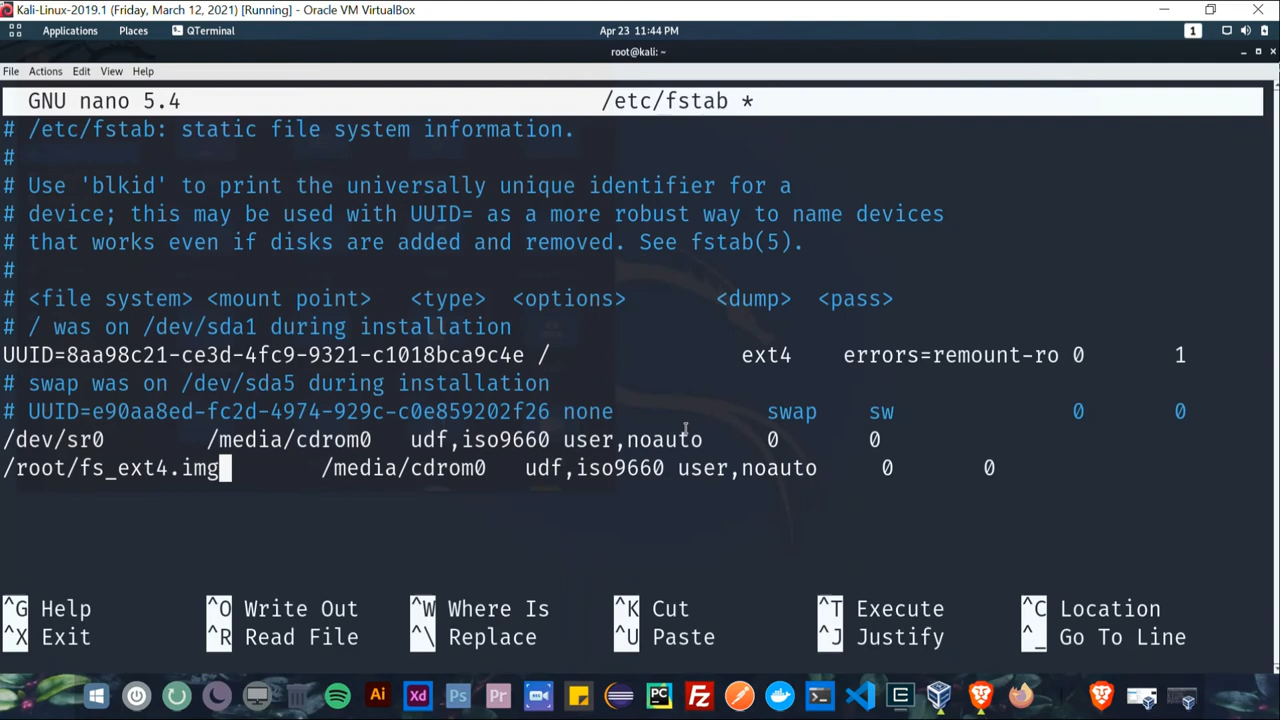 Kali-Linux-2019.1 (Friday, March 12, 2021) [Running] - Oracle VM VirtualBox
Applications Places QTerminal Apr 23 11:44 PM 1
root@kali: ~
File Actions Edit View Help
GNU nano 5.4 /etc/fstab *
# /etc/fstab: static file system information.
#
# Use 'blkid' to print the universally unique identifier for a
# device; this may be used with UUID= as a more robust way to name devices
# that works even if disks are added and removed. See fstab(5).
#
# <file system> <mount point> <type> <options> <dump> <pass>
# / was on /dev/sda1 during installation
UUID=8aa98c21-ce3d-4fc9-9321-c1018bca9c4e / ext4 errors=remount-ro 0 1
# swap was on /dev/sda5 during installation
# UUID=e90aa8ed-fc2d-4974-929c-c0e859202f26 none swap sw 0 0
/dev/sr0 /media/cdrom0 udf,iso9660 user,noauto 0 0
/root/fs_ext4.img /media/cdrom0 udf,iso9660 user,noauto 0 0
^G Help ^O Write Out ^W Where Is ^K Cut ^T Execute ^C Location
^X Exit ^R Read File ^\ Replace ^U Paste ^J Justify ^_ Go To Line
Ai Xd Ps Pr PC FZ